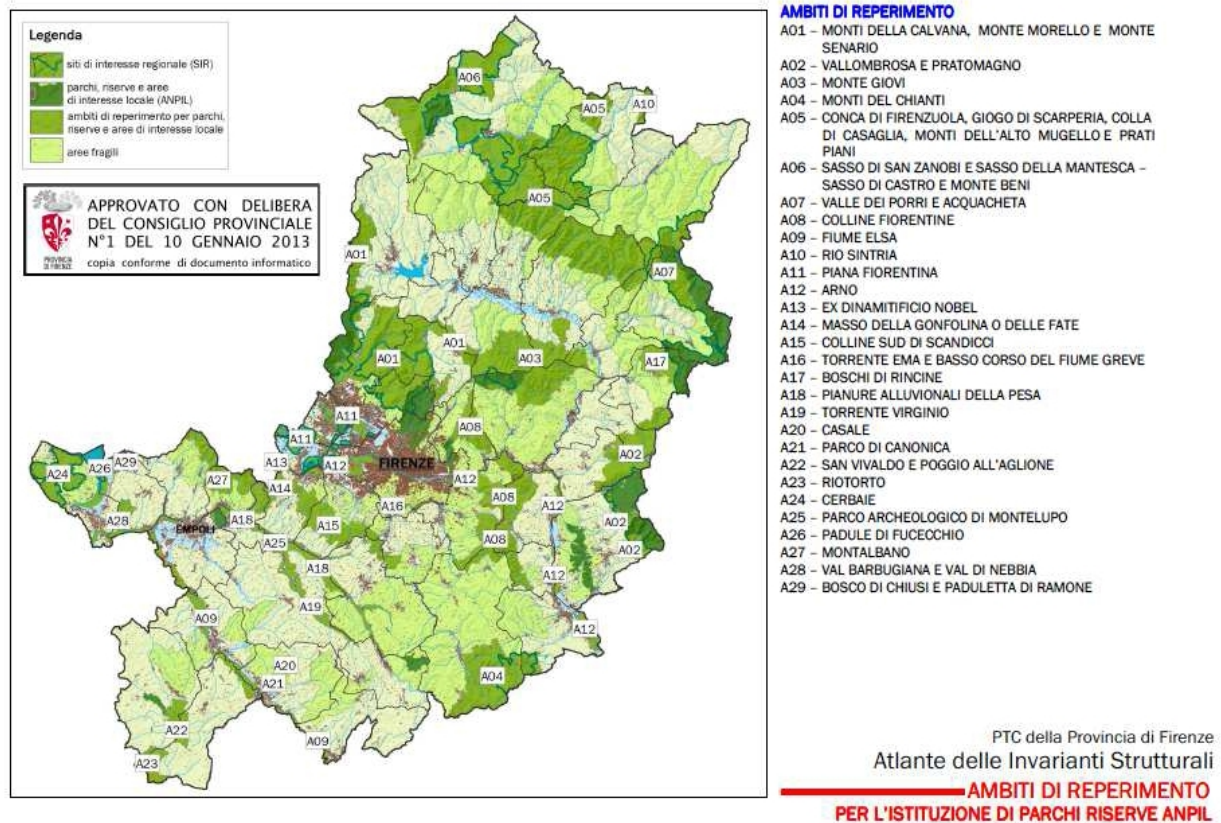 Legenda
siti di interesse regionale (SIR)
parchi, riserve e aree
di interesse locale (ANPIL)
ambiti di reperimento per parchi,
riserve e aree di interesse locale
aree fragili
APPROVATO CON DELIBERA
DEL CONSIGLIO PROVINCIALE
N°1 DEL 10 GENNAIO 2013
copia conforme di documento informatico
PROVINCIA
DI FIRENZE
A06
A05
A10
A05
A01
A07
A01
A01
A03
A17
A11
A08
A11
A02
A24
A26
A29
A13
A12
FIRENZE
A27
A14
A12
A08
A28
A18
A15
A16
A12
EMPOLI
A02
A25
A08
A02
A18
A12
A19
A09
A12
A20
A21
A04
A22
A09
A23
AMBITI DI REPERIMENTO
A01 – MONTI DELLA CALVANA, MONTE MORELLO E MONTE
SENARIO
A02 – VALLOMBROSA E PRATOMAGNO
A03 – MONTE GIOVI
A04 – MONTI DEL CHIANTI
A05 – CONCA DI FIRENZUOLA, GIOGO DI SCARPERIA, COLLA
DI CASAGLIA, MONTI DELL'ALTO MUGELLO E PRATI
PIANI
A06 – SASSO DI SAN ZANOBI E SASSO DELLA MANTESCA –
SASSO DI CASTRO E MONTE BENI
A07 – VALLE DEI PORRI E ACQUACHETA
A08 – COLLINE FIORENTINE
A09 – FIUME ELSA
A10 – RIO SINTRIA
A11 – PIANA FIORENTINA
A12 – ARNO
A13 – EX DINAMITIFICIO NOBEL
A14 – MASSO DELLA GONFOLINA O DELLE FATE
A15 – COLLINE SUD DI SCANDICCI
A16 – TORRENTE EMA E BASSO CORSO DEL FIUME GREVE
A17 – BOSCHI DI RINCINE
A18 – PIANURE ALLUVIONALI DELLA PESA
A19 – TORRENTE VIRGINIO
A20 – CASALE
A21 – PARCO DI CANONICA
A22 – SAN VIVALDO E POGGIO ALL'AGLIONE
A23 – RIOTORTO
A24 – CERBAIE
A25 – PARCO ARCHEOLOGICO DI MONTELUPO
A26 – PADULE DI FUCECCHIO
A27 – MONTALBANO
A28 – VAL BARBUGIANA E VAL DI NEBBIA
A29 – BOSCO DI CHIUSI E PADULETTA DI RAMONE
PTC della Provincia di Firenze
Atlante delle Invarianti Strutturali
AMBITI DI REPERIMENTO
PER L'ISTITUZIONE DI PARCHI RISERVE ANPIL